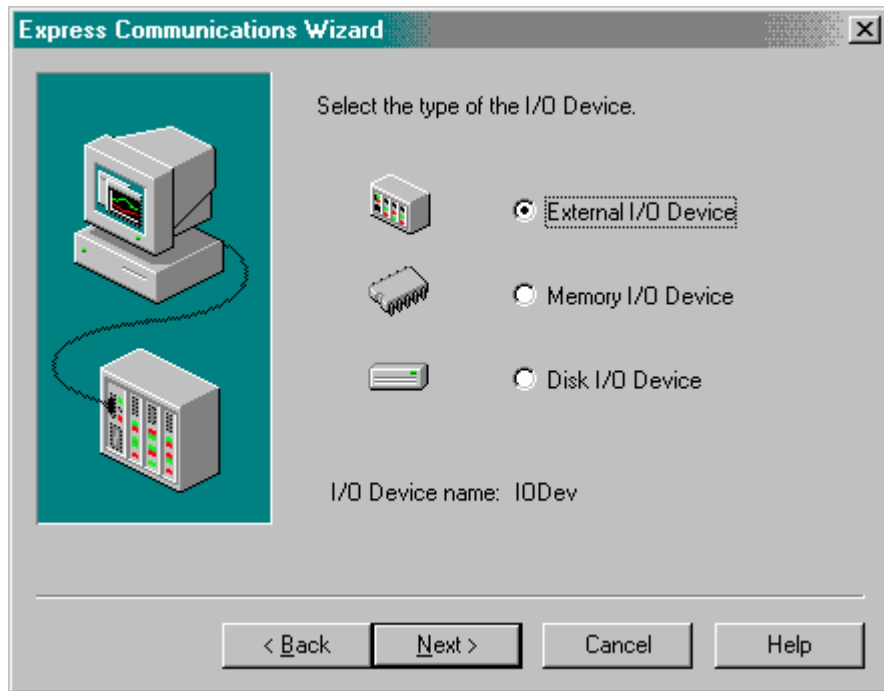 Express Communications Wizard
Select the type of the I/O Device.
External I/O Device
Memory I/O Device
Disk I/O Device
I/O Device name: IODev
< Back Next > Cancel Help